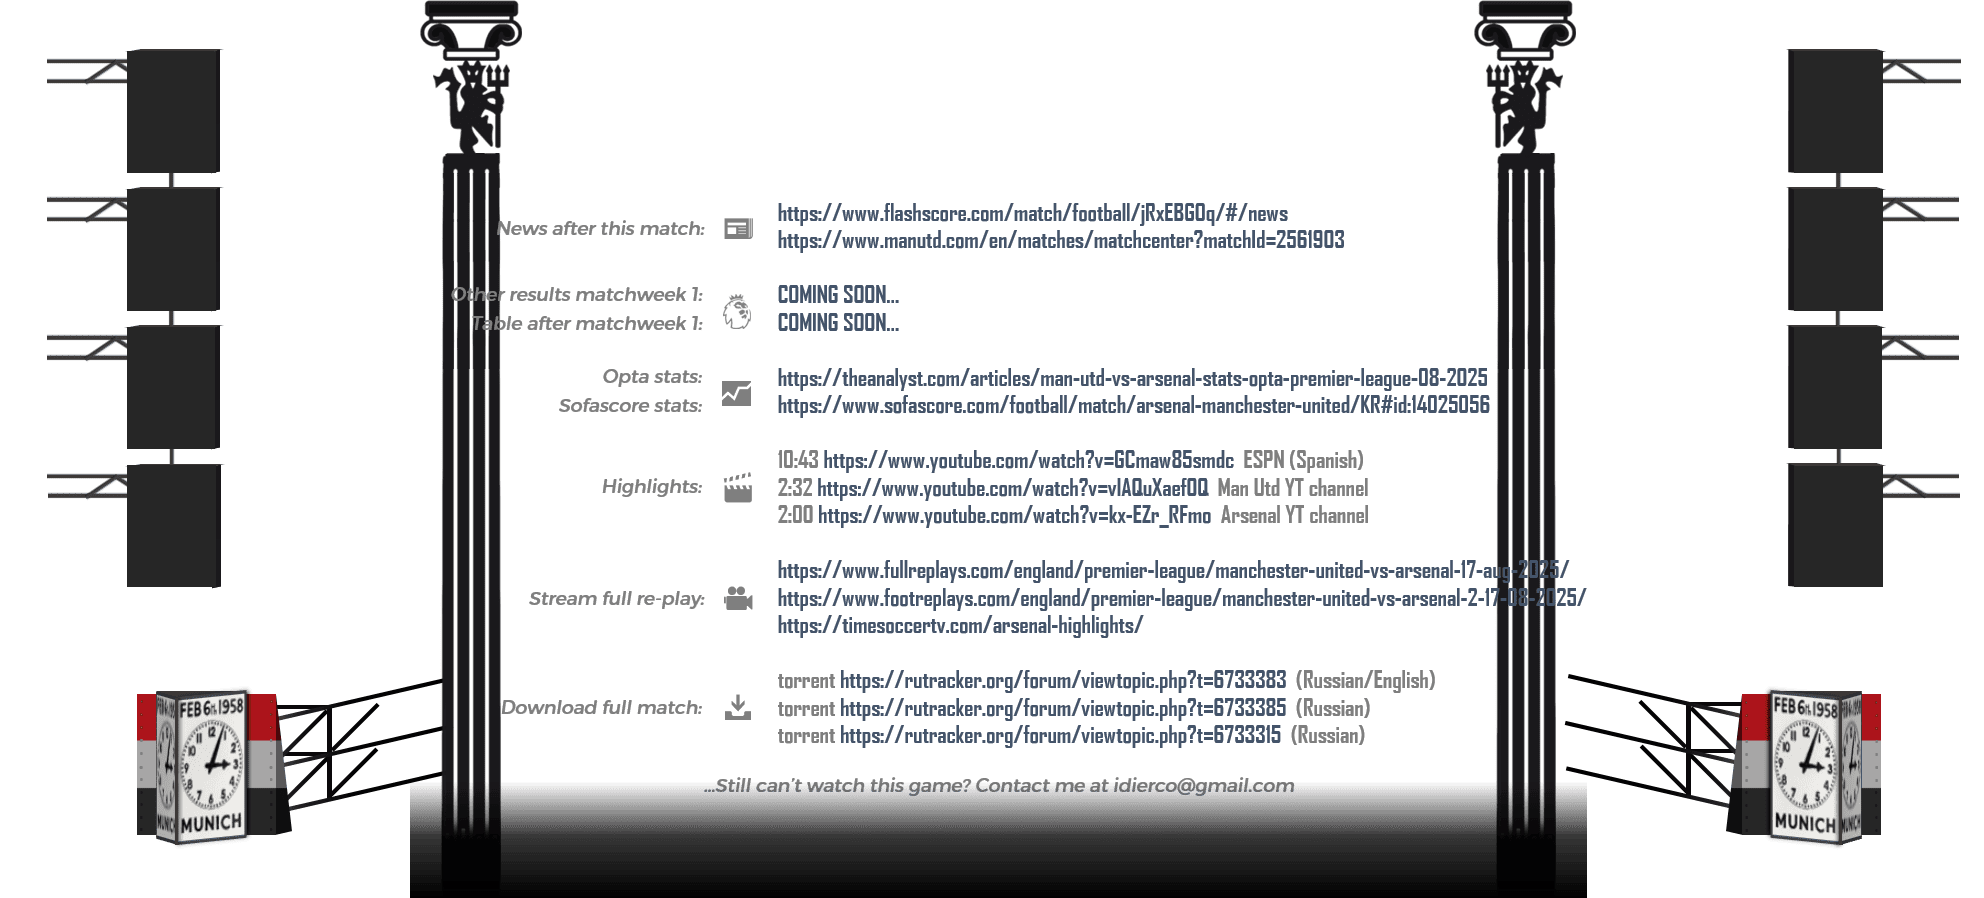 News after this match:
https://www.flashscore.com/match/football/jRxEBGOq/#/news
https://www.manutd.com/en/matches/matchcenter?matchId=2561903
Other results matchweek 1:
COMING SOON...
Table after matchweek 1:
COMING SOON...
Opta stats:
https://theanalyst.com/articles/man-utd-vs-arsenal-stats-opta-premier-league-08-2025
Sofascore stats:
https://www.sofascore.com/football/match/arsenal-manchester-united/KR#id:14025056
Highlights:
10:43 https://www.youtube.com/watch?v=GCmaw85smdc ESPN (Spanish)
2:32 https://www.youtube.com/watch?v=vIAQuXaefOQ Man Utd YT channel
2:00 https://www.youtube.com/watch?v=kx-EZr_RFmo Arsenal YT channel
Stream full re-play:
https://www.fullreplays.com/england/premier-league/manchester-united-vs-arsenal-17-aug-2025/
https://www.footreplays.com/england/premier-league/manchester-united-vs-arsenal-2-17-08-2025/
https://timesoccertv.com/arsenal-highlights/
Download full match:
torrent https://rutracker.org/forum/viewtopic.php?t=6733383 (Russian/English)
torrent https://rutracker.org/forum/viewtopic.php?t=6733385 (Russian)
torrent https://rutracker.org/forum/viewtopic.php?t=6733315 (Russian)
...Still can't watch this game? Contact me at idierco@gmail.com
FEB 6th 1958
MUNICH
FEB 6th 1958
MUNICH